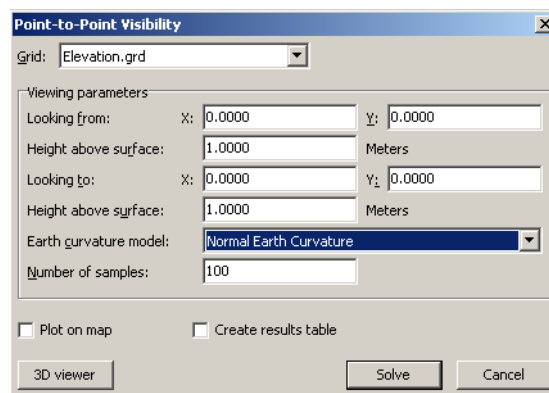 Point-to-Point Visibility
Grid: Elevation.grd
Viewing parameters
Looking from: X: 0.0000 Y: 0.0000
Height above surface: 1.0000 Meters
Looking to: X: 0.0000 Y: 0.0000
Height above surface: 1.0000 Meters
Earth curvature model: Normal Earth Curvature
Number of samples: 100
Plot on map Create results table
3D viewer Solve Cancel